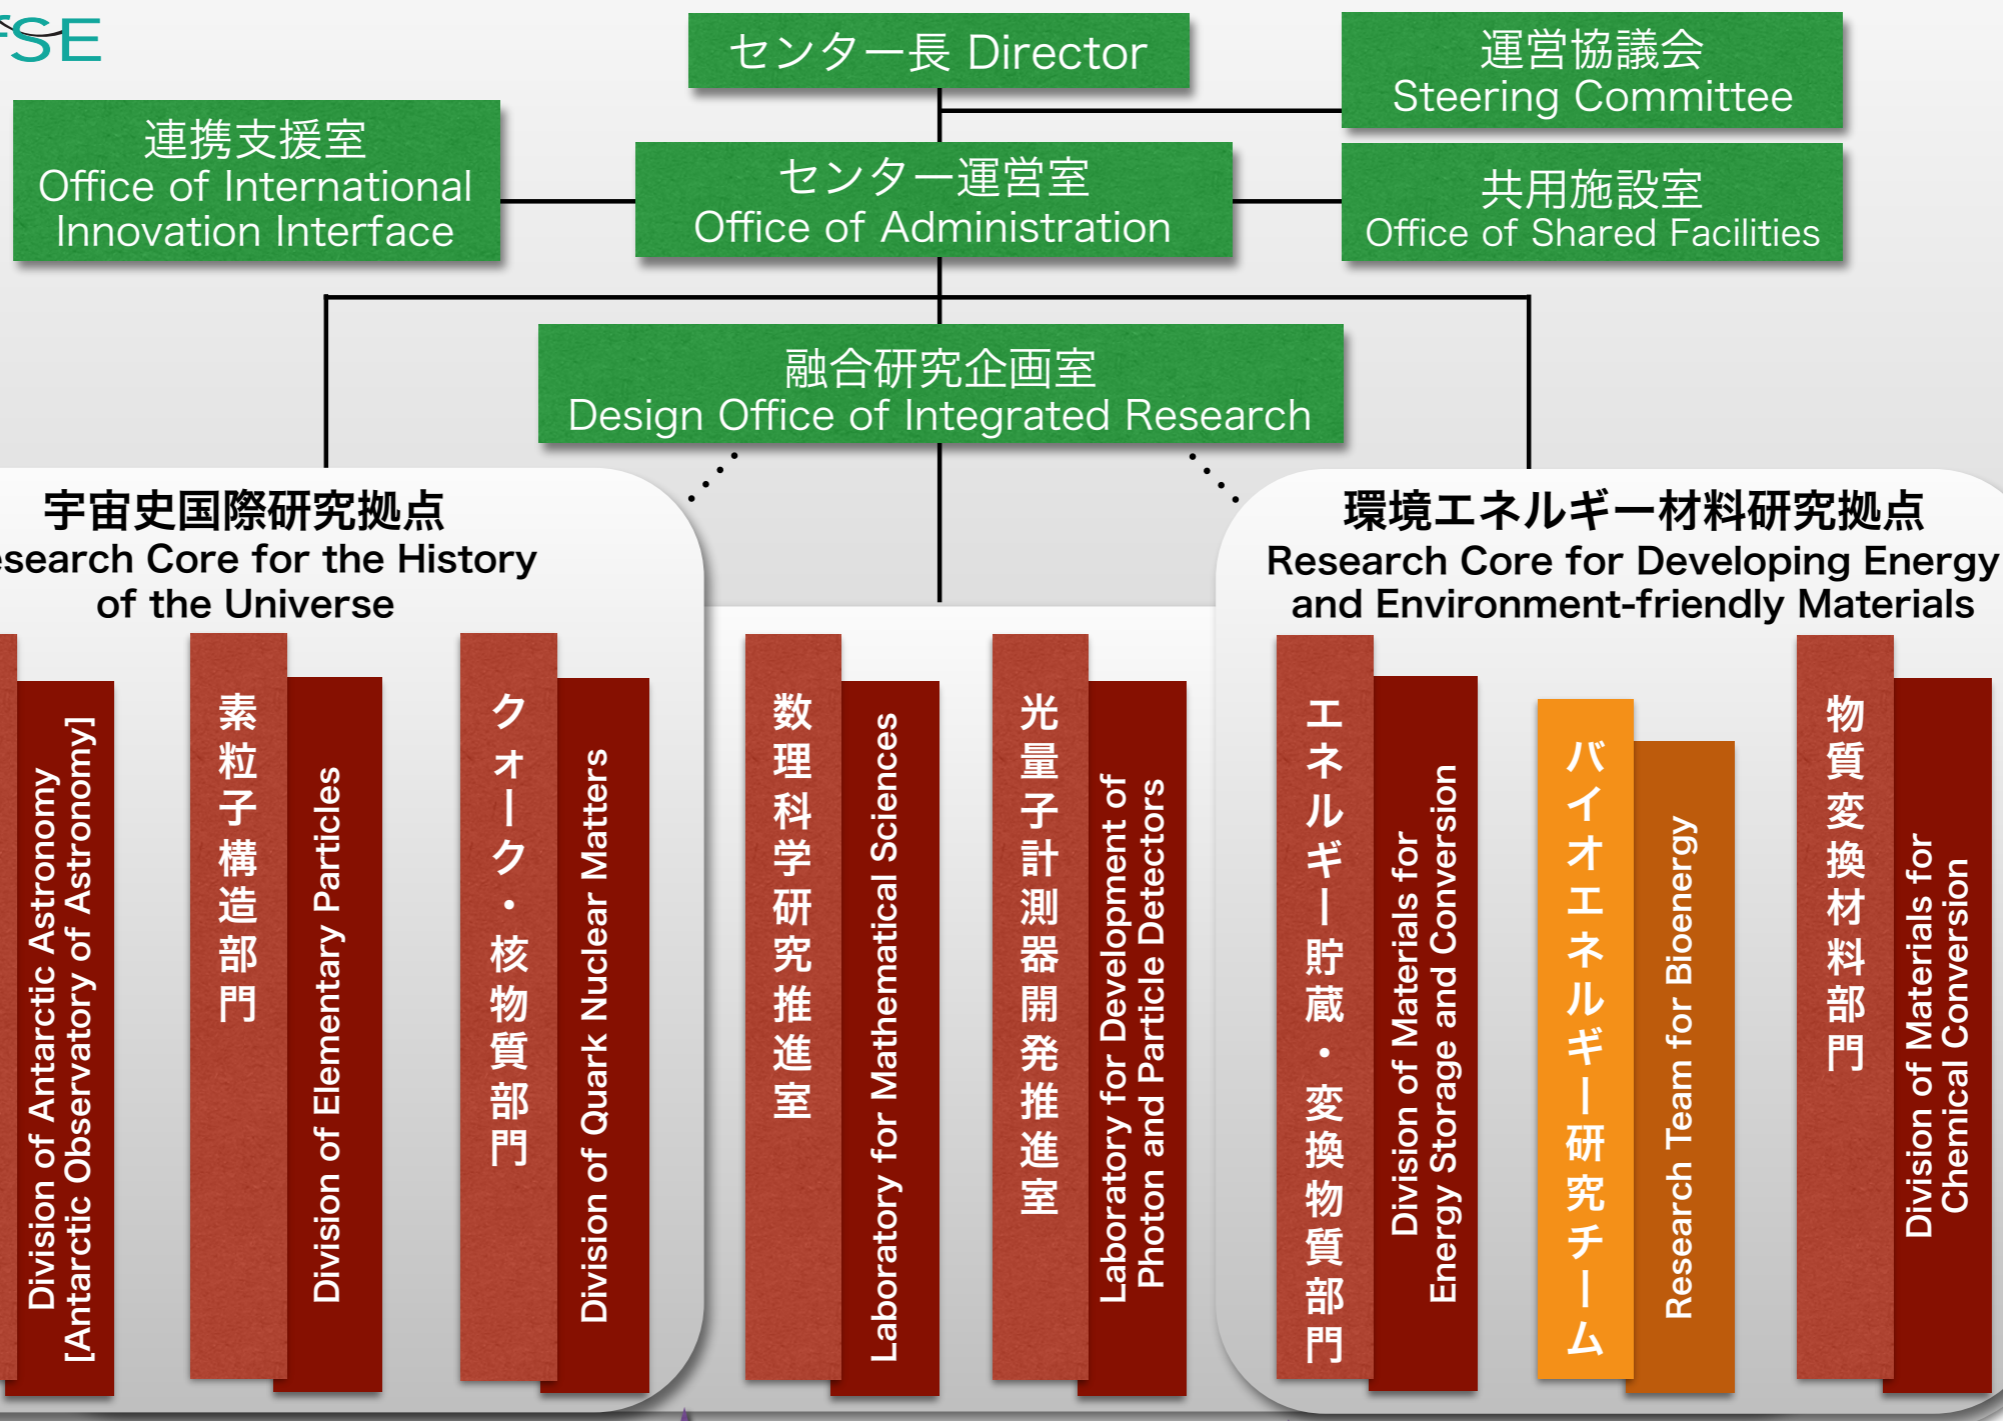 fSE
センター長 Director
運営協議会
Steering Committee
連携支援室
Office of International
Innovation Interface
センター運営室
Office of Administration
共用施設室
Office of Shared Facilities
融合研究企画室
Design Office of Integrated Research
宇宙史国際研究拠点
esearch Core for the History
of the Universe
環境エネルギー材料研究拠点
Research Core for Developing Energy
and Environment-friendly Materials
Division of Antarctic Astronomy
[Antarctic Observatory of Astronomy]
素粒子構造部門
Division of Elementary Particles
クォーク・核物質部門
Division of Quark Nuclear Matters
数理科学研究推進室
Laboratory for Mathematical Sciences
光量子計測器開発推進室
Laboratory for Development of
Photon and Particle Detectors
エネルギー貯蔵・変換物質部門
Division of Materials for
Energy Storage and Conversion
バイオエネルギー研究チーム
Research Team for Bioenergy
物質変換材料部門
Division of Materials for
Chemical Conversion